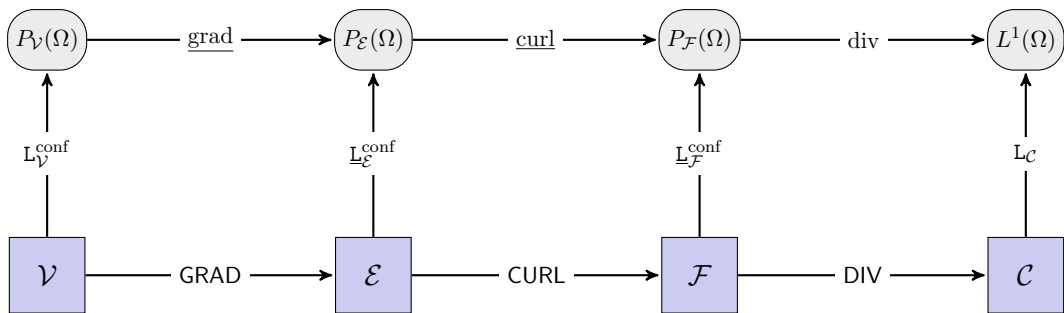 P_𝒱(Ω) grad P_ℰ(Ω) curl P_ℱ(Ω) div L¹(Ω)
L_𝒱^conf L_ℰ^conf L_ℱ^conf L_𝒞
𝒱 GRAD ℰ CURL ℱ DIV 𝒞